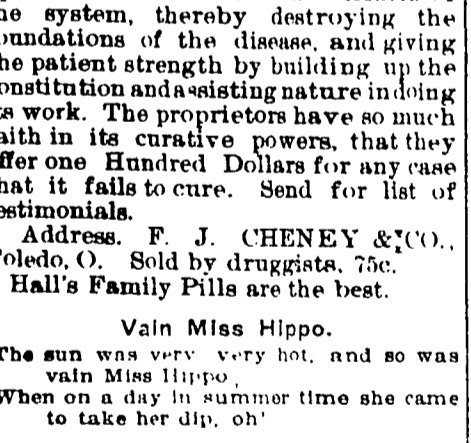 he system, thereby destroying the
oundations of the disease, and giving
he patient strength by building up the
onstitution and assisting nature in doing
ts work. The proprietors have so much
aith in its curative powers, that they
ffer one Hundred Dollars for any case
hat it fails to cure. Send for list of
estimonials.
Address. F. J. CHENEY & CO.,
Toledo, O. Sold by druggists, 75c.
Hall's Family Pills are the best.
Vain Miss Hippo.
The sun was very very hot, and so was
vain Miss Hippo,
When on a day in summer time she came
to take her dip, oh'